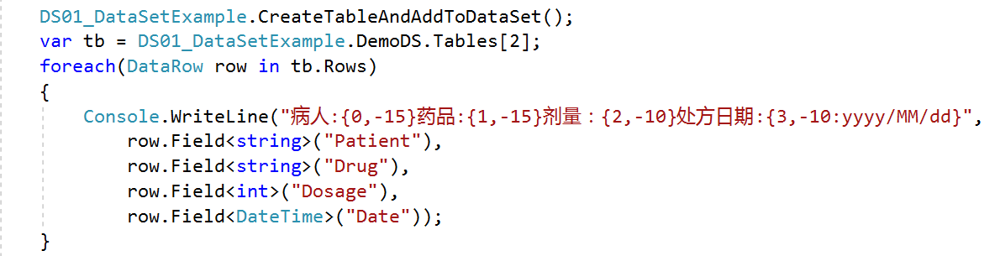 DS01_DataSetExample.CreateTableAndAddToDataSet();
var tb = DS01_DataSetExample.DemoDS.Tables[2];
foreach(DataRow row in tb.Rows)
{
Console.WriteLine("病人:{0,-15}药品:{1,-15}剂量：{2,-10}处方日期:{3,-10:yyyy/MM/dd}",
row.Field<string>("Patient"),
row.Field<string>("Drug"),
row.Field<int>("Dosage"),
row.Field<DateTime>("Date"));
}